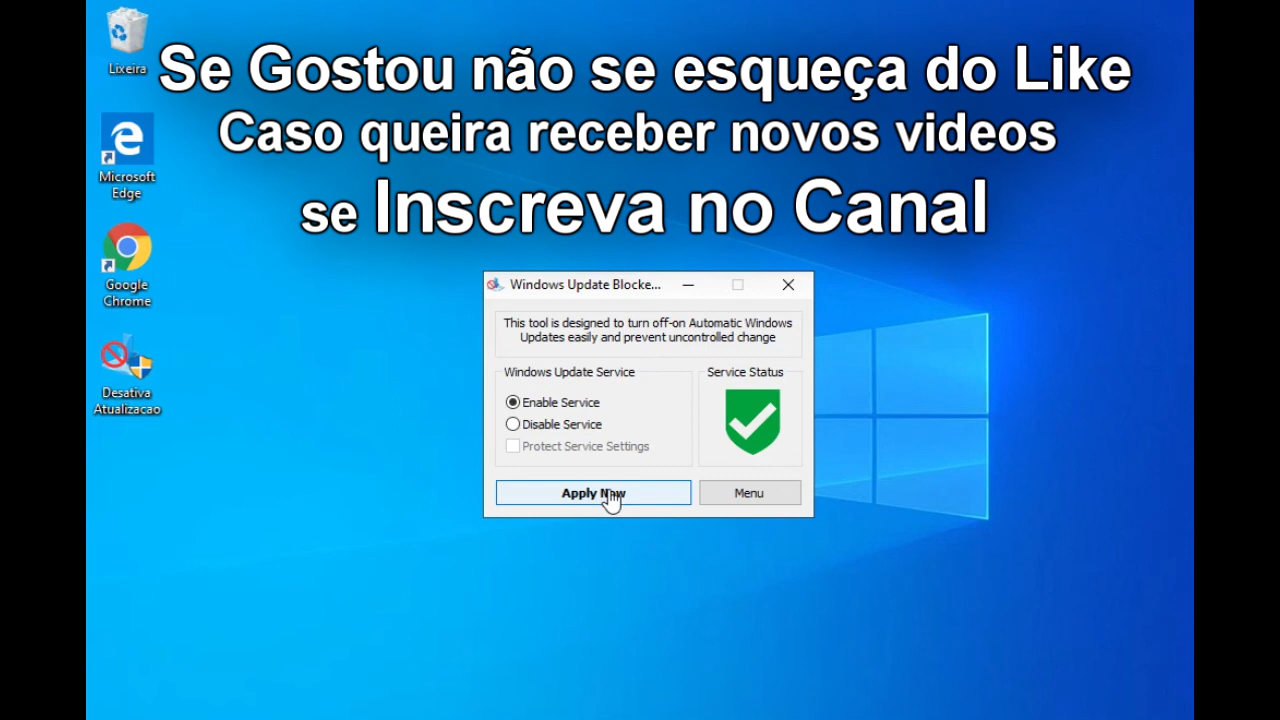 Lixeira
Se Gostou não se esqueça do Like
Caso queira receber novos videos
se Inscreva no Canal
Microsoft
Edge
Google
Chrome
Desativa
Atualizacao
Windows Update Blocke...
This tool is designed to turn off-on Automatic Windows
Updates easily and prevent uncontrolled change
Windows Update Service
Service Status
Enable Service
Disable Service
Protect Service Settings
Apply Now
Menu